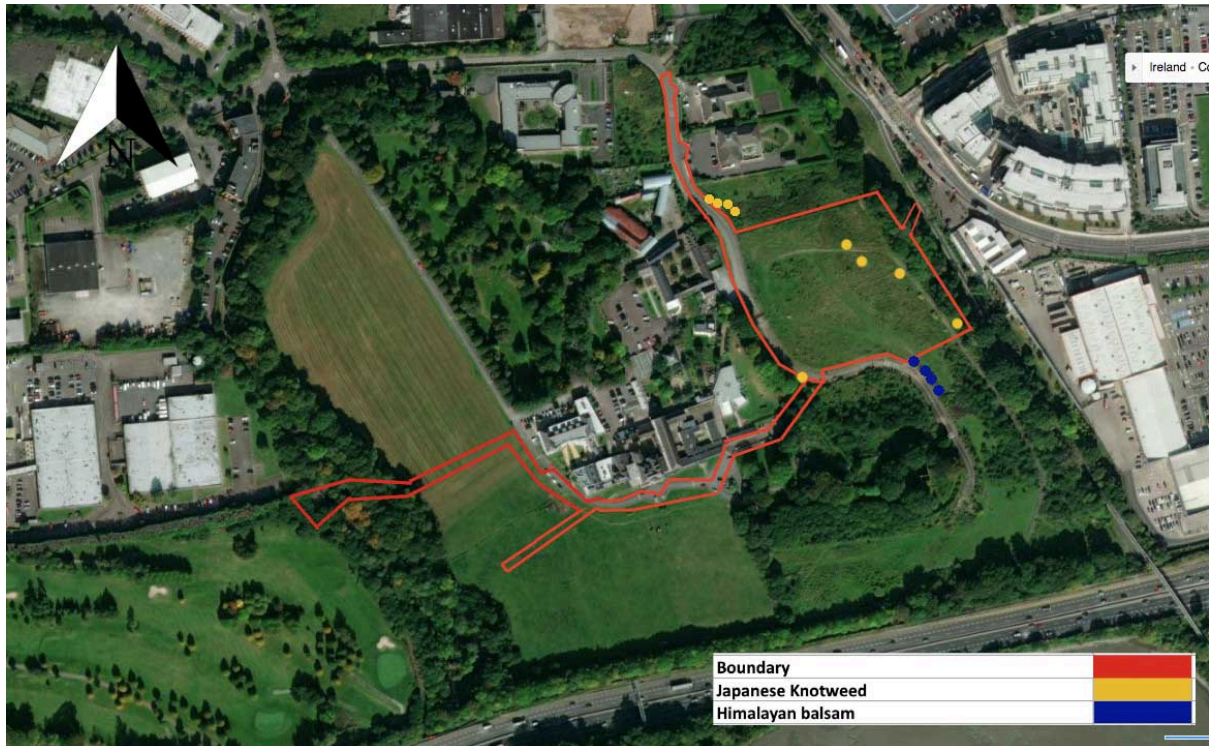 Ireland - Co
N
Boundary
Japanese Knotweed
Himalayan balsam